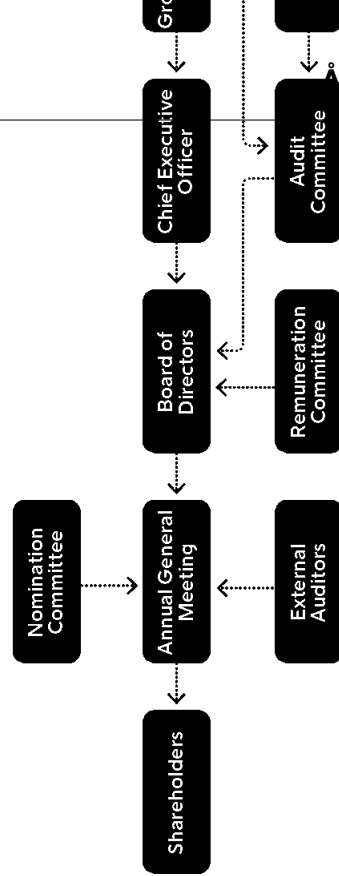 Nomination
Committee
Shareholders
Annual General
Meeting
Board of
Directors
Chief Executive
Officer
External
Auditors
Remuneration
Committee
Audit
Committee